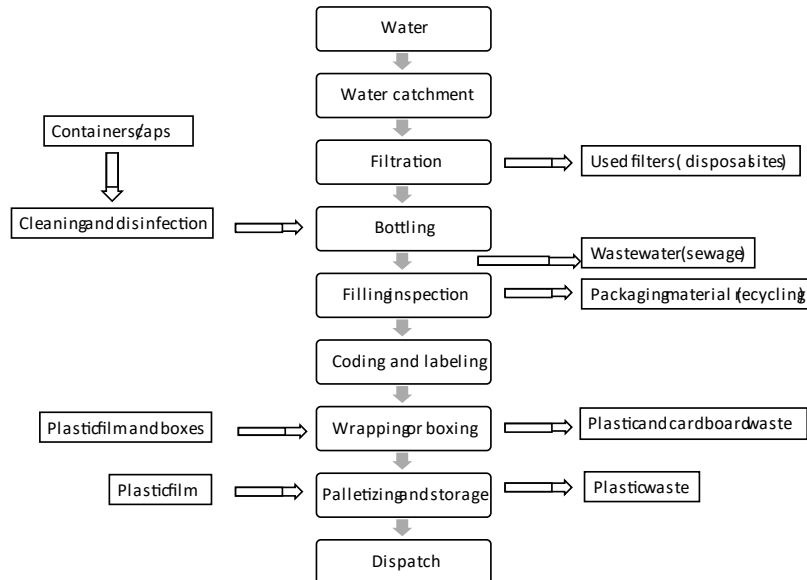 Water
Water catchment
Containers/caps
Filtration
Used filters (disposal sites)
Cleaning and disinfection
Bottling
Wastewater (sewage)
Filling inspection
Packaging material (recycling)
Coding and labeling
Plastic film and boxes
Wrapping or boxing
Plastic and cardboard waste
Plastic film
Palletizing and storage
Plastic waste
Dispatch